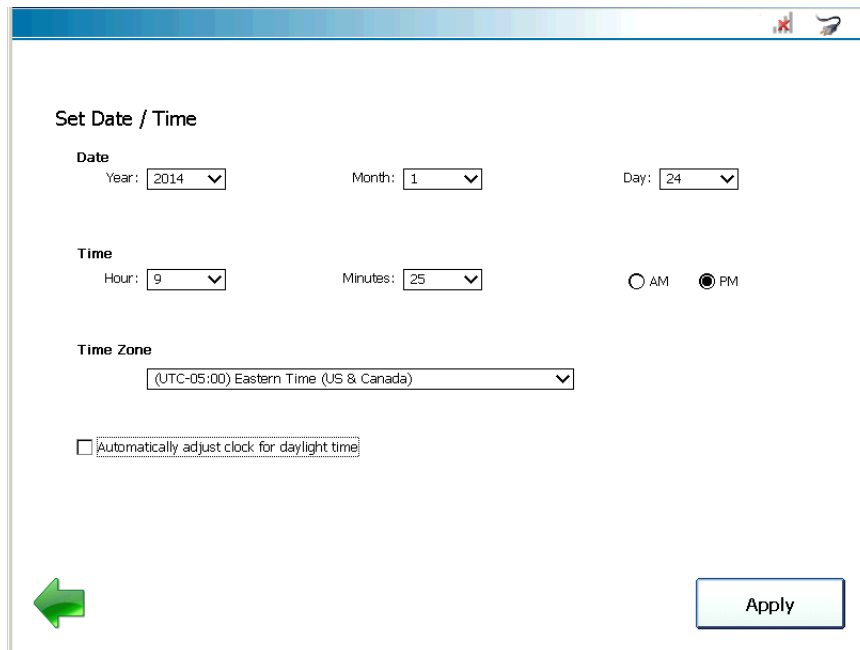 Set Date / Time
Date
Year: 2014 Month: 1 Day: 24
Time
Hour: 9 Minutes: 25 AM PM
Time Zone
(UTC-05:00) Eastern Time (US & Canada)
Automatically adjust clock for daylight time
Apply